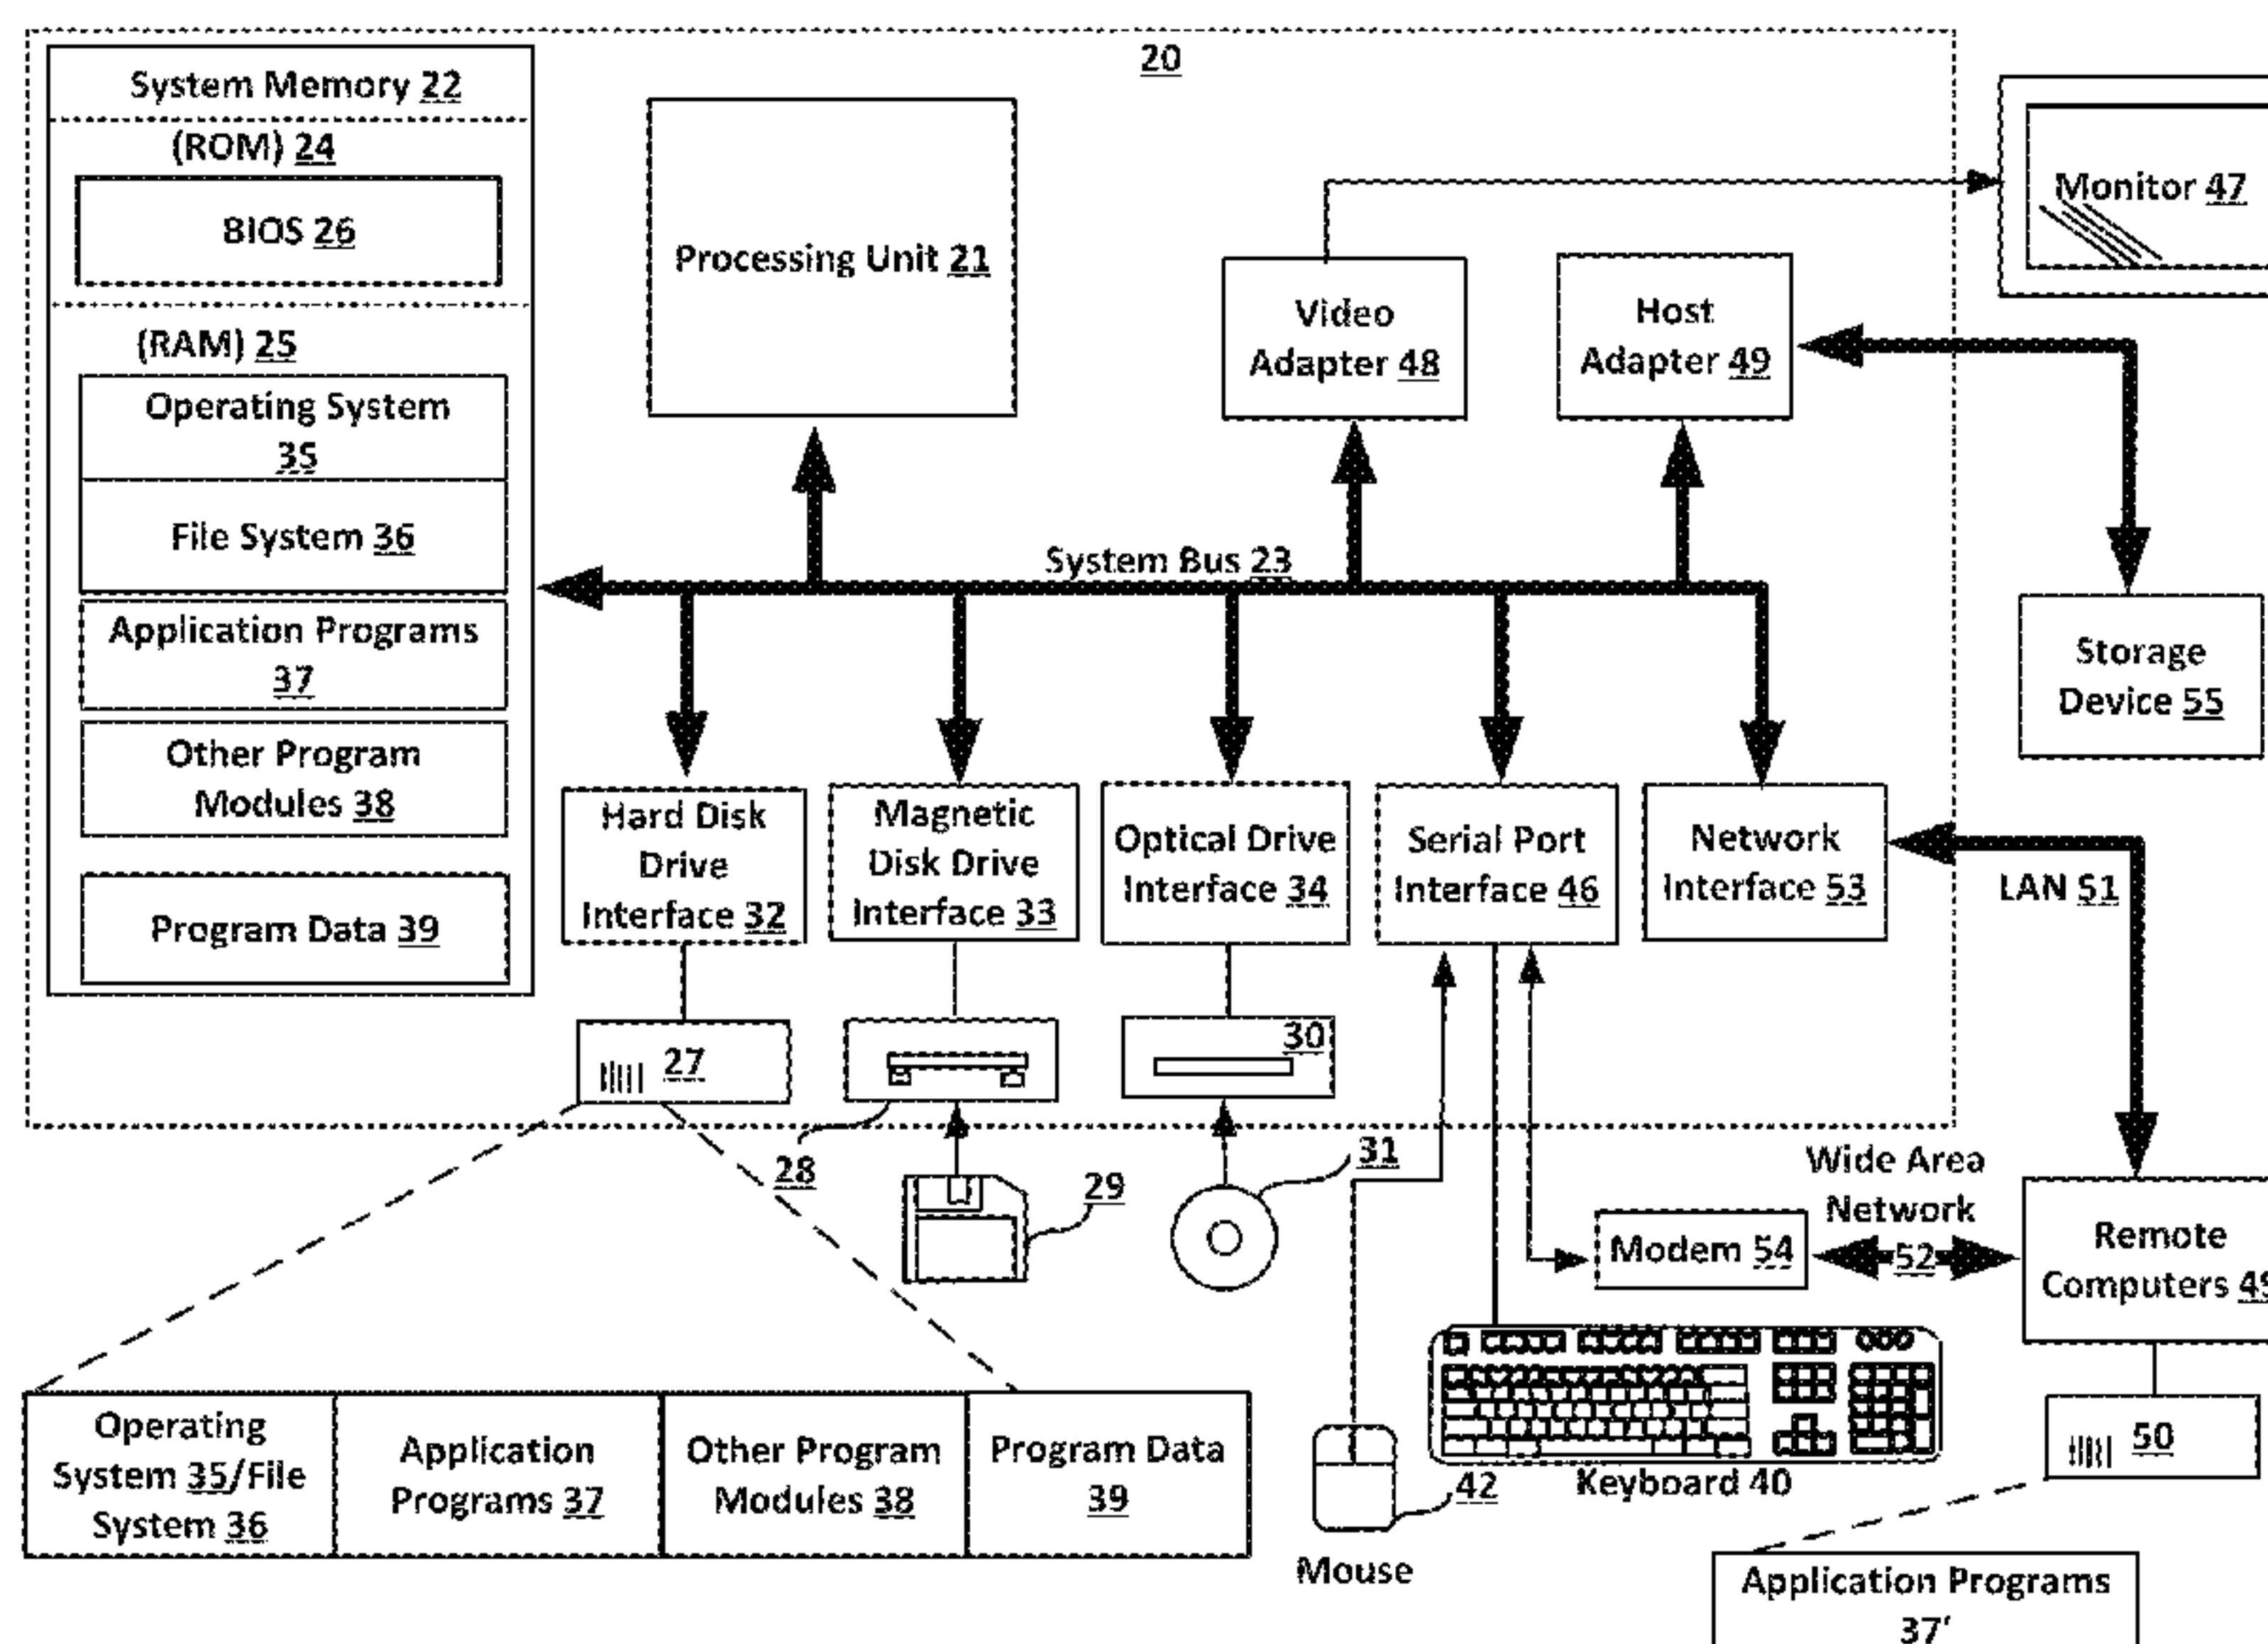 20
System Memory 22
(ROM) 24
BIOS 26
(RAM) 25
Operating System
35
File System 36
Application Programs
37
Other Program
Modules 38
Program Data 39
Processing Unit 21
Video
Adapter 48
Host
Adapter 49
Monitor 47
System Bus 23
Storage
Device 55
Hard Disk
Drive
Interface 32
Magnetic
Disk Drive
Interface 33
Optical Drive
Interface 34
Serial Port
Interface 46
Network
Interface 53
LAN 51
27
30
28
29
31
Wide Area
Network
52
Modem 54
Remote
Computers
50
Operating
System 35/File
System 36
Application
Programs 37
Other Program
Modules 38
Program Data
39
42
Mouse
Keyboard 40
Application Programs
37'